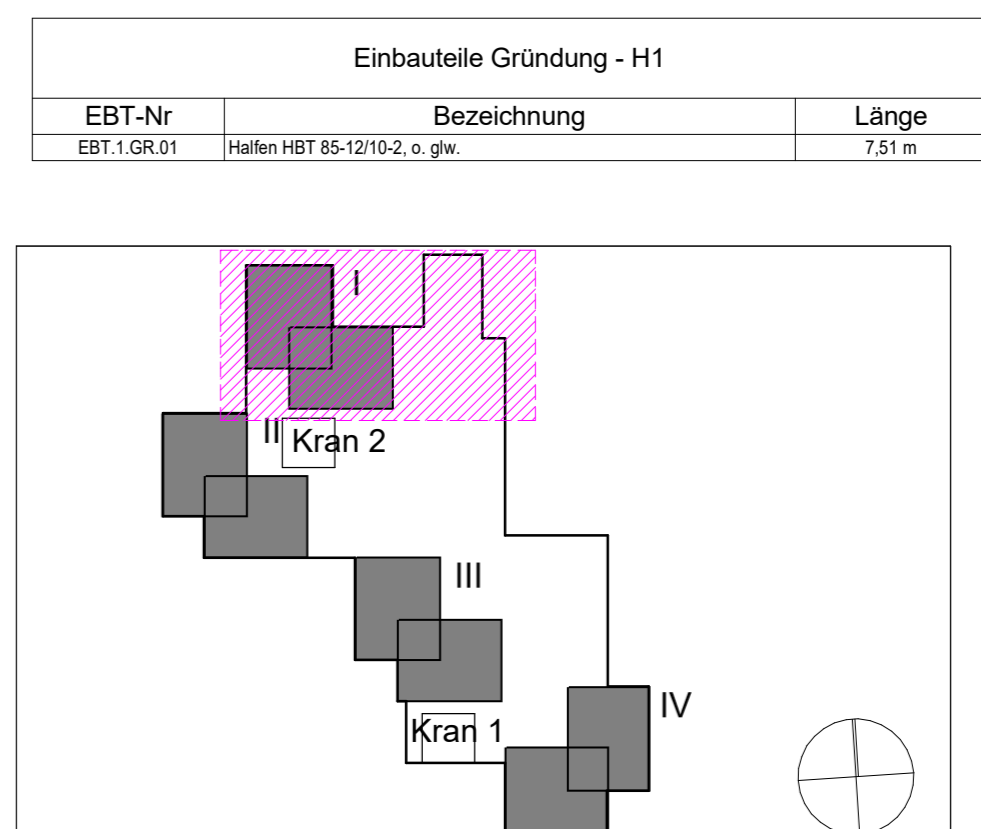 Einbauteile Gründung - H1
EBT-Nr Bezeichnung Länge
EBT.1.GR.01 Halfen HBT 85-12/10-2, o. glw. 7,51 m
I
II
Kran 2
III
IV
Kran 1